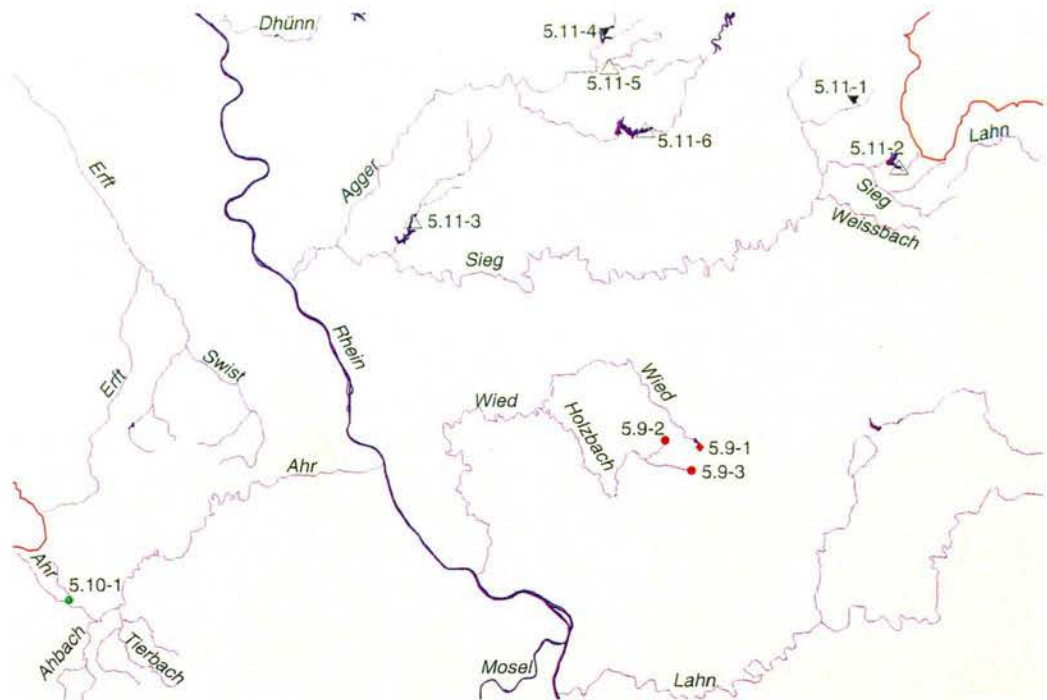 Dhünn
5.11-4
5.11-5
5.11-1
5.11-6
5.11-2
Lahn
Erft
Agger
Sieg
Weissbach
5.11-3
Sieg
Rhein
Erft
Swist
Wied
Wied
Holzbach
5.9-2
5.9-1
5.9-3
Ahr
Ahr
5.10-1
Ahbach
Tierbach
Mosel
Lahn